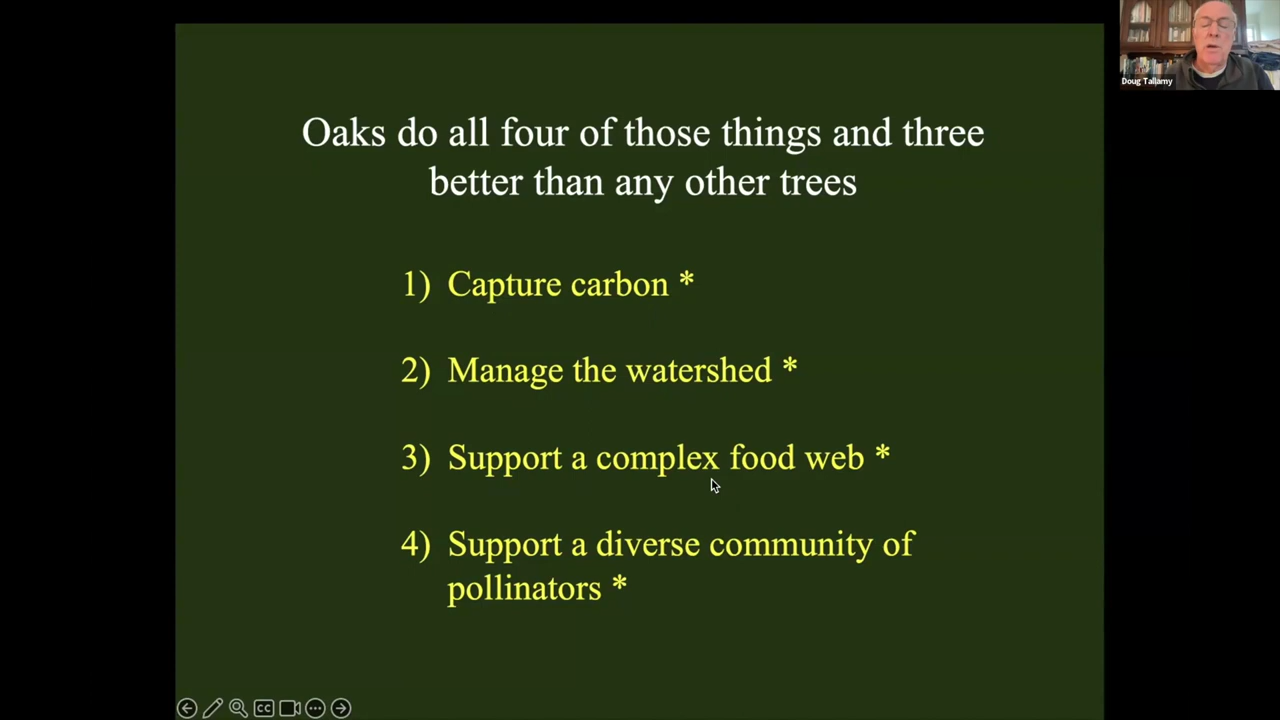 Oaks do all four of those things and three
better than any other trees
1) Capture carbon *
2) Manage the watershed *
3) Support a complex food web *
4) Support a diverse community of
pollinators *
Doug Tallamy
CC